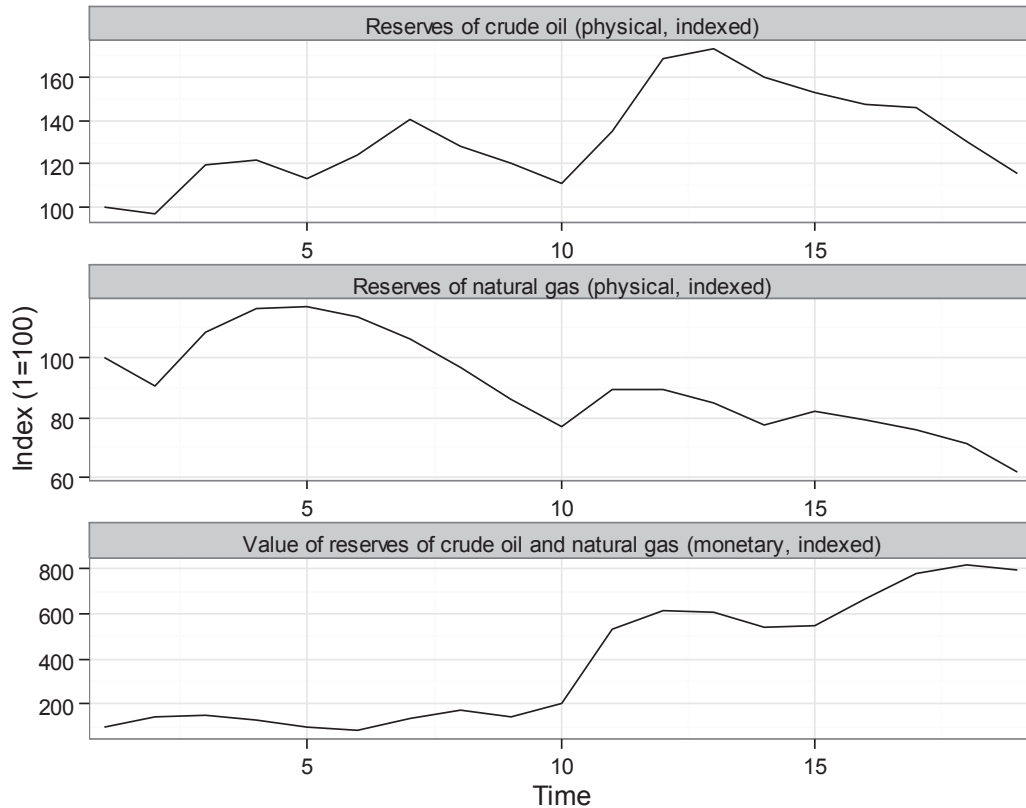 Reserves of crude oil (physical, indexed)
160
140
120
100
5 10 15
Reserves of natural gas (physical, indexed)
100
80
60
5 10 15
Value of reserves of crude oil and natural gas (monetary, indexed)
800
600
400
200
5 10 15
Index (1=100)
Time